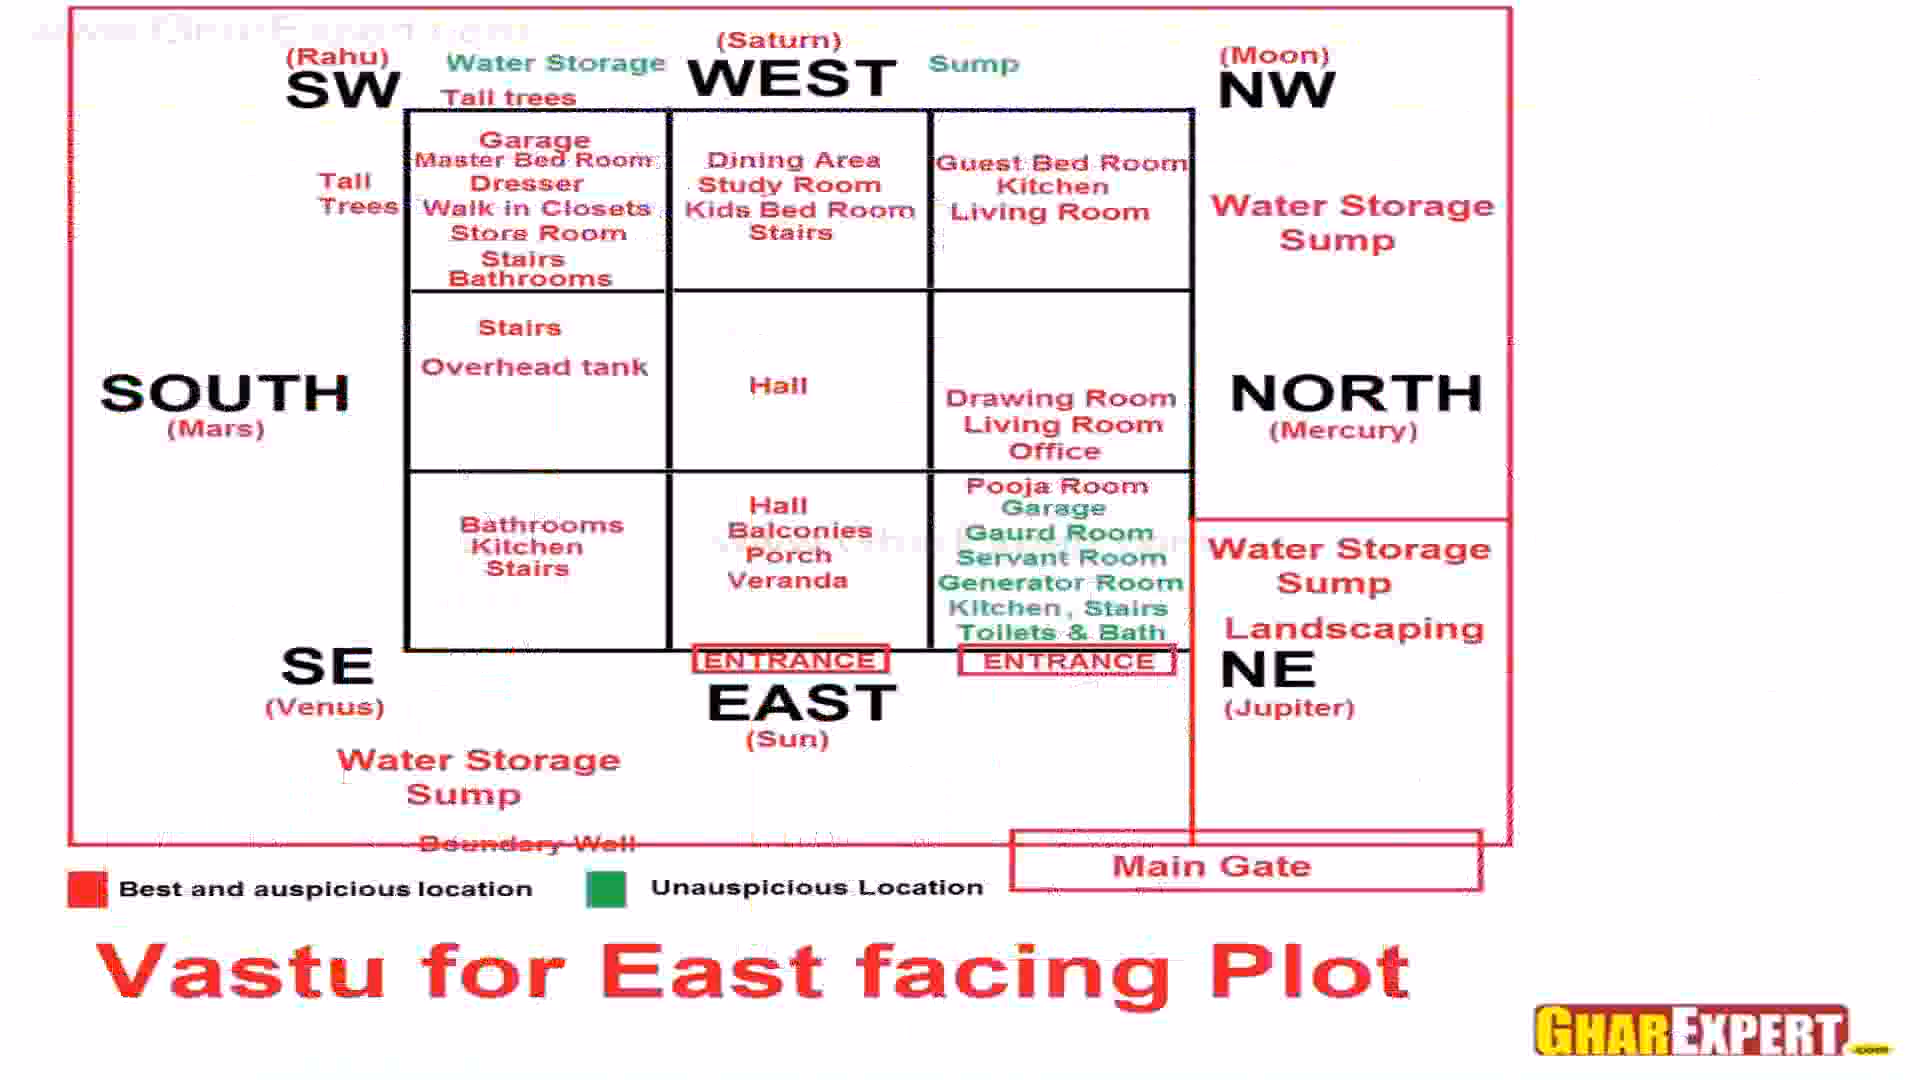 www.GharExpert.com
(Saturn)
(Rahu)
Water Storage
WEST
Sump
(Moon)
SW
NW
Tall trees
Garage
Master Bed Room
Dresser
Walk in Closets
Store Room
Stairs
Bathrooms
Dining Area
Study Room
Kids Bed Room
Stairs
Guest Bed Room
Kitchen
Living Room
Tall
Trees
Water Storage
Sump
Stairs
Overhead tank
Hall
Drawing Room
Living Room
Office
SOUTH
(Mars)
NORTH
(Mercury)
Bathrooms
Kitchen
Stairs
Hall
Balconies
Porch
Veranda
Pooja Room
Garage
Gaurd Room
Servant Room
Generator Room
Kitchen, Stairs
Toilets & Bath
Water Storage
Sump
Landscaping
ENTRANCE
ENTRANCE
SE
(Venus)
EAST
(Sun)
NE
(Jupiter)
Water Storage
Sump
Boundary Wall
Main Gate
Best and auspicious location
Unauspicious Location
Vastu for East facing Plot
GHAREXPERT.com